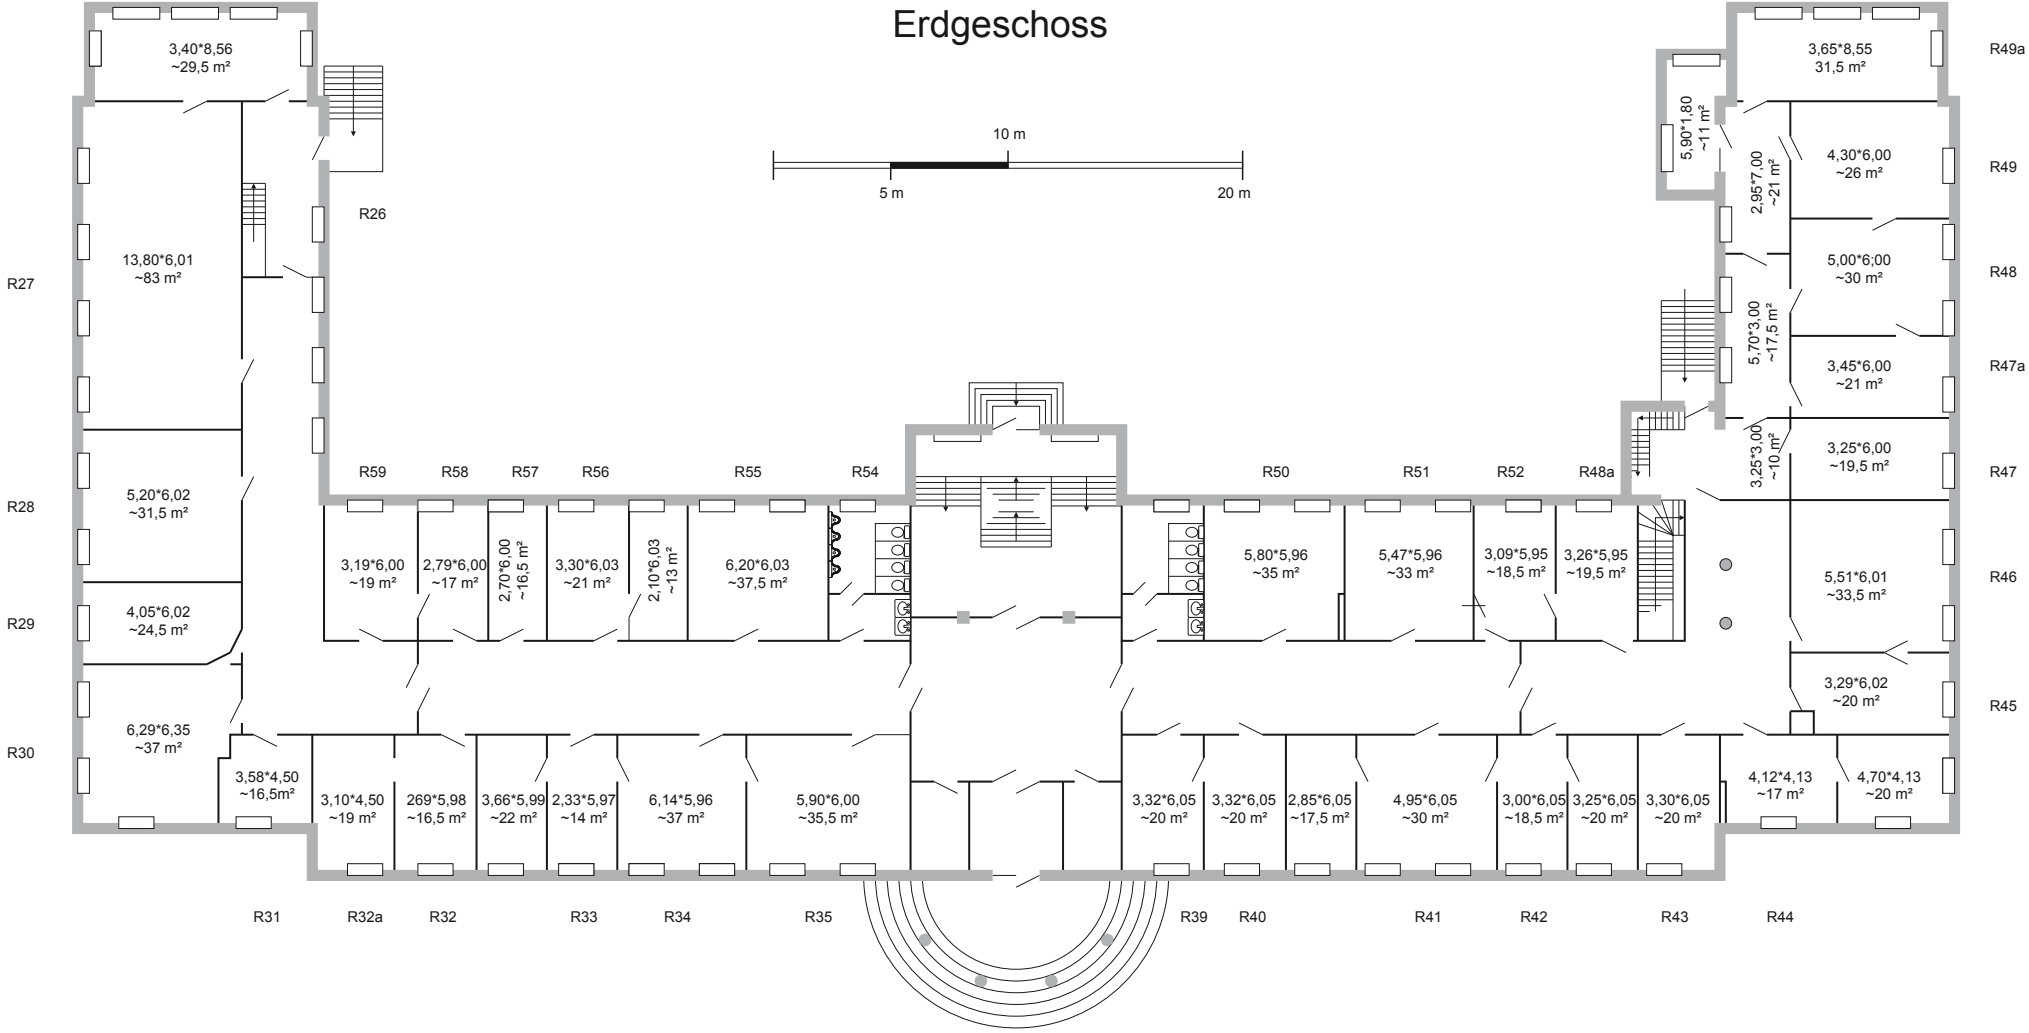 Erdgeschoss
3,40*8,56
~29,5 m²
3,65*8,55
31,5 m²
R49a
5,90*1,80
~11 m²
10 m
5 m
20 m
2,95*7,00
~21 m²
4,30*6,00
~26 m²
R49
R26
R27
13,80*6,01
~83 m²
5,00*6;00
~30 m²
R48
5,70*3,00
~17,5 m²
3,45*6,00
~21 m²
R47a
3,25*3,00
~10 m²
3,25*6,00
~19,5 m²
R47
R59
R58
R57
R56
R55
R54
R50
R51
R52
R48a
R28
5,20*6,02
~31,5 m²
3,19*6,00
~19 m²
2,79*6,00
~17 m²
2,70*6,00
~16,5 m²
3,30*6,03
~21 m²
2,10*6,03
~13 m²
6,20*6,03
~37,5 m²
5,80*5,96
~35 m²
5,47*5,96
~33 m²
3,09*5,95
~18,5 m²
3,26*5,95
~19,5 m²
5,51*6,01
~33,5 m²
R46
R29
4,05*6,02
~24,5 m²
3,29*6,02
~20 m²
R45
R30
6,29*6,35
~37 m²
3,58*4,50
~16,5m²
3,10*4,50
~19 m²
269*5,98
~16,5 m²
3,66*5,99
~22 m²
2,33*5,97
~14 m²
6,14*5,96
~37 m²
5,90*6,00
~35,5 m²
3,32*6,05
~20 m²
3,32*6,05
~20 m²
2,85*6,05
~17,5 m²
4,95*6,05
~30 m²
3,00*6,05
~18,5 m²
3,25*6,05
~20 m²
3,30*6,05
~20 m²
4,12*4,13
~17 m²
4,70*4,13
~20 m²
R31
R32a
R32
R33
R34
R35
R39
R40
R41
R42
R43
R44